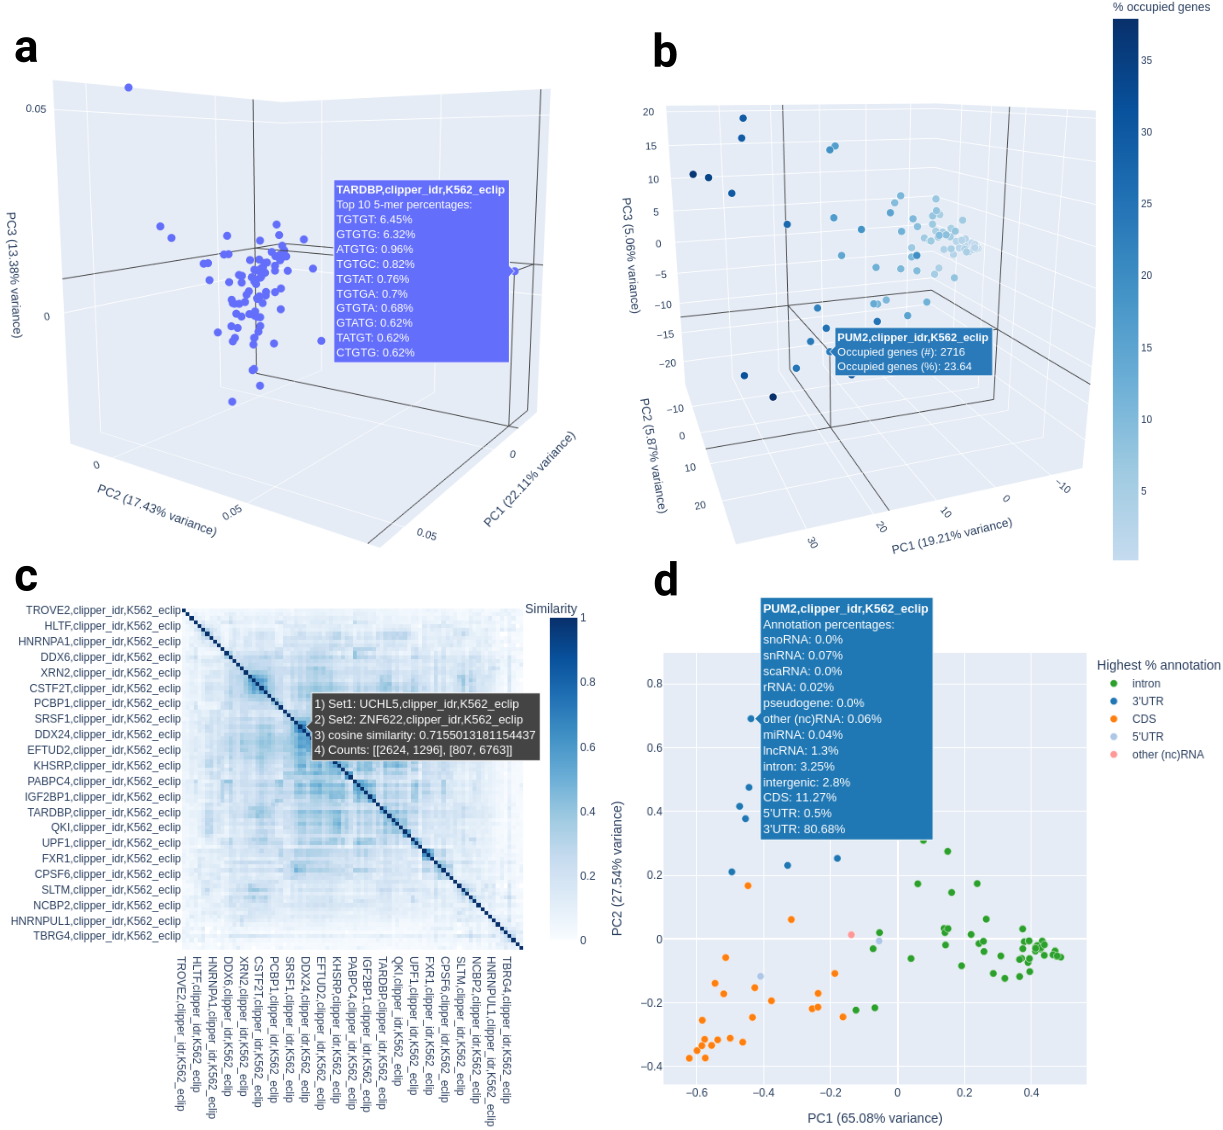 a
0.05
0
PC3 (13.38% variance)
TARDBP,clipper_idr,K562_eclip
Top 10 5-mer percentages:
TGTGT: 6.45%
GTGTG: 6.32%
ATGTG: 0.96%
TGTGC: 0.82%
TGTAT: 0.76%
TGTGA: 0.7%
GTGTA: 0.68%
GTATG: 0.62%
TATGT: 0.62%
CTGTG: 0.62%
0
0.05
PC2 (17.43% variance)
0
0.05
PC1 (22.11% variance)
b
% occupied genes
35
30
25
20
15
10
5
20
15
10
5
0
−5
−10
−15
−20
PC3 (5.06% variance)
PUM2,clipper_idr,K562_eclip
Occupied genes (#): 2716
Occupied genes (%): 23.64
−10
0
10
20
PC2 (5.87% variance)
30
20
10
0
−10
PC1 (19.21% variance)
c
TROVE2,clipper_idr,K562_eclip
HLTF,clipper_idr,K562_eclip
HNRNPA1,clipper_idr,K562_eclip
DDX6,clipper_idr,K562_eclip
XRN2,clipper_idr,K562_eclip
CSTF2T,clipper_idr,K562_eclip
PCBP1,clipper_idr,K562_eclip
SRSF1,clipper_idr,K562_eclip
DDX24,clipper_idr,K562_eclip
EFTUD2,clipper_idr,K562_eclip
KHSRP,clipper_idr,K562_eclip
PABPC4,clipper_idr,K562_eclip
IGF2BP1,clipper_idr,K562_eclip
TARDBP,clipper_idr,K562_eclip
QKI,clipper_idr,K562_eclip
UPF1,clipper_idr,K562_eclip
FXR1,clipper_idr,K562_eclip
CPSF6,clipper_idr,K562_eclip
SLTM,clipper_idr,K562_eclip
NCBP2,clipper_idr,K562_eclip
HNRNPUL1,clipper_idr,K562_eclip
TBRG4,clipper_idr,K562_eclip
1) Set1: UCHL5,clipper_idr,K562_eclip
2) Set2: ZNF622,clipper_idr,K562_eclip
3) cosine similarity: 0.7155013181154437
4) Counts: [[2624, 1296], [807, 6763]]
Similarity
1
0.8
0.6
0.4
0.2
0
TROVE2,clipper_idr,K562_eclip
HLTF,clipper_idr,K562_eclip
HNRNPA1,clipper_idr,K562_eclip
DDX6,clipper_idr,K562_eclip
XRN2,clipper_idr,K562_eclip
CSTF2T,clipper_idr,K562_eclip
PCBP1,clipper_idr,K562_eclip
SRSF1,clipper_idr,K562_eclip
DDX24,clipper_idr,K562_eclip
EFTUD2,clipper_idr,K562_eclip
KHSRP,clipper_idr,K562_eclip
PABPC4,clipper_idr,K562_eclip
IGF2BP1,clipper_idr,K562_eclip
TARDBP,clipper_idr,K562_eclip
QKI,clipper_idr,K562_eclip
UPF1,clipper_idr,K562_eclip
FXR1,clipper_idr,K562_eclip
CPSF6,clipper_idr,K562_eclip
SLTM,clipper_idr,K562_eclip
NCBP2,clipper_idr,K562_eclip
HNRNPUL1,clipper_idr,K562_eclip
TBRG4,clipper_idr,K562_eclip
d
PUM2,clipper_idr,K562_eclip
Annotation percentages:
snoRNA: 0.0%
snRNA: 0.07%
scaRNA: 0.0%
rRNA: 0.02%
pseudogene: 0.0%
other (nc)RNA: 0.06%
miRNA: 0.04%
lncRNA: 1.3%
intron: 3.25%
intergenic: 2.8%
CDS: 11.27%
5'UTR: 0.5%
3'UTR: 80.68%
Highest % annotation
intron
3'UTR
CDS
5'UTR
other (nc)RNA
0.8
0.6
0.4
0.2
0
−0.2
−0.4
PC2 (27.54% variance)
−0.6
−0.4
−0.2
0
0.2
0.4
PC1 (65.08% variance)